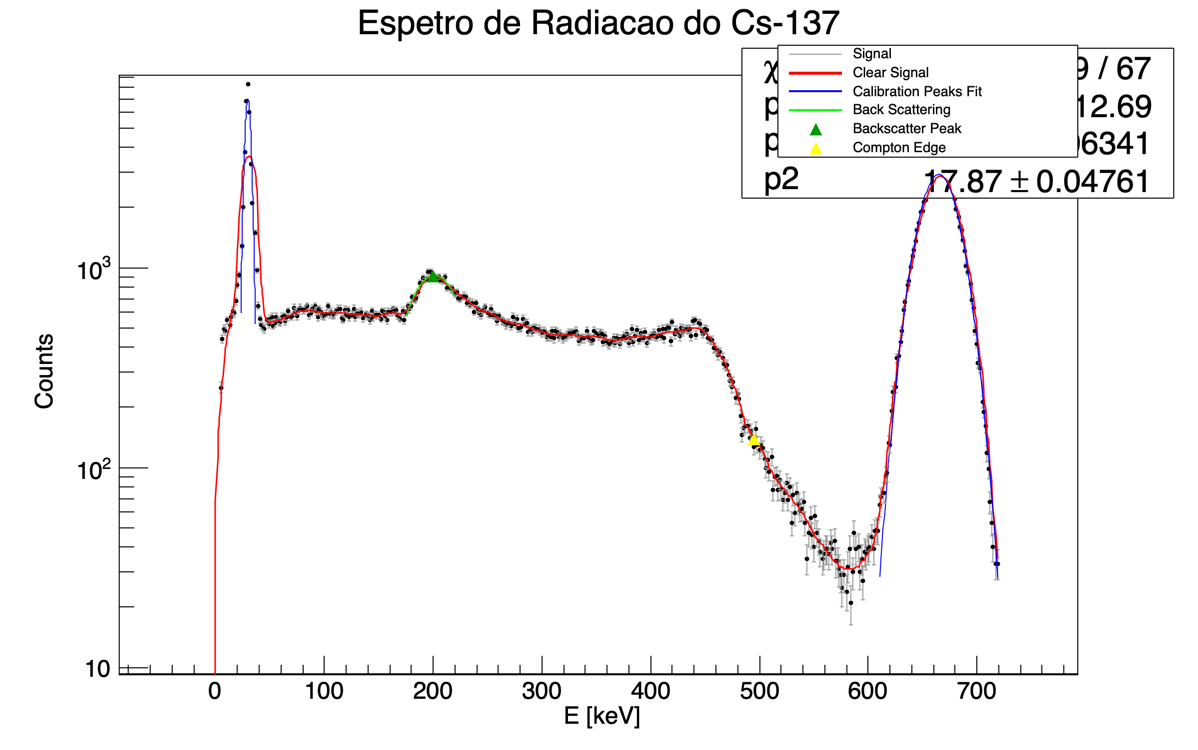 Espetro de Radiacao do Cs-137
Signal
Clear Signal
Calibration Peaks Fit
Back Scattering
Backscatter Peak
Compton Edge
χ 9 / 67
p 12.69
p 06341
p2 17.87 ± 0.04761
Counts
10³
10²
10
0 100 200 300 400 500 600 700
E [keV]